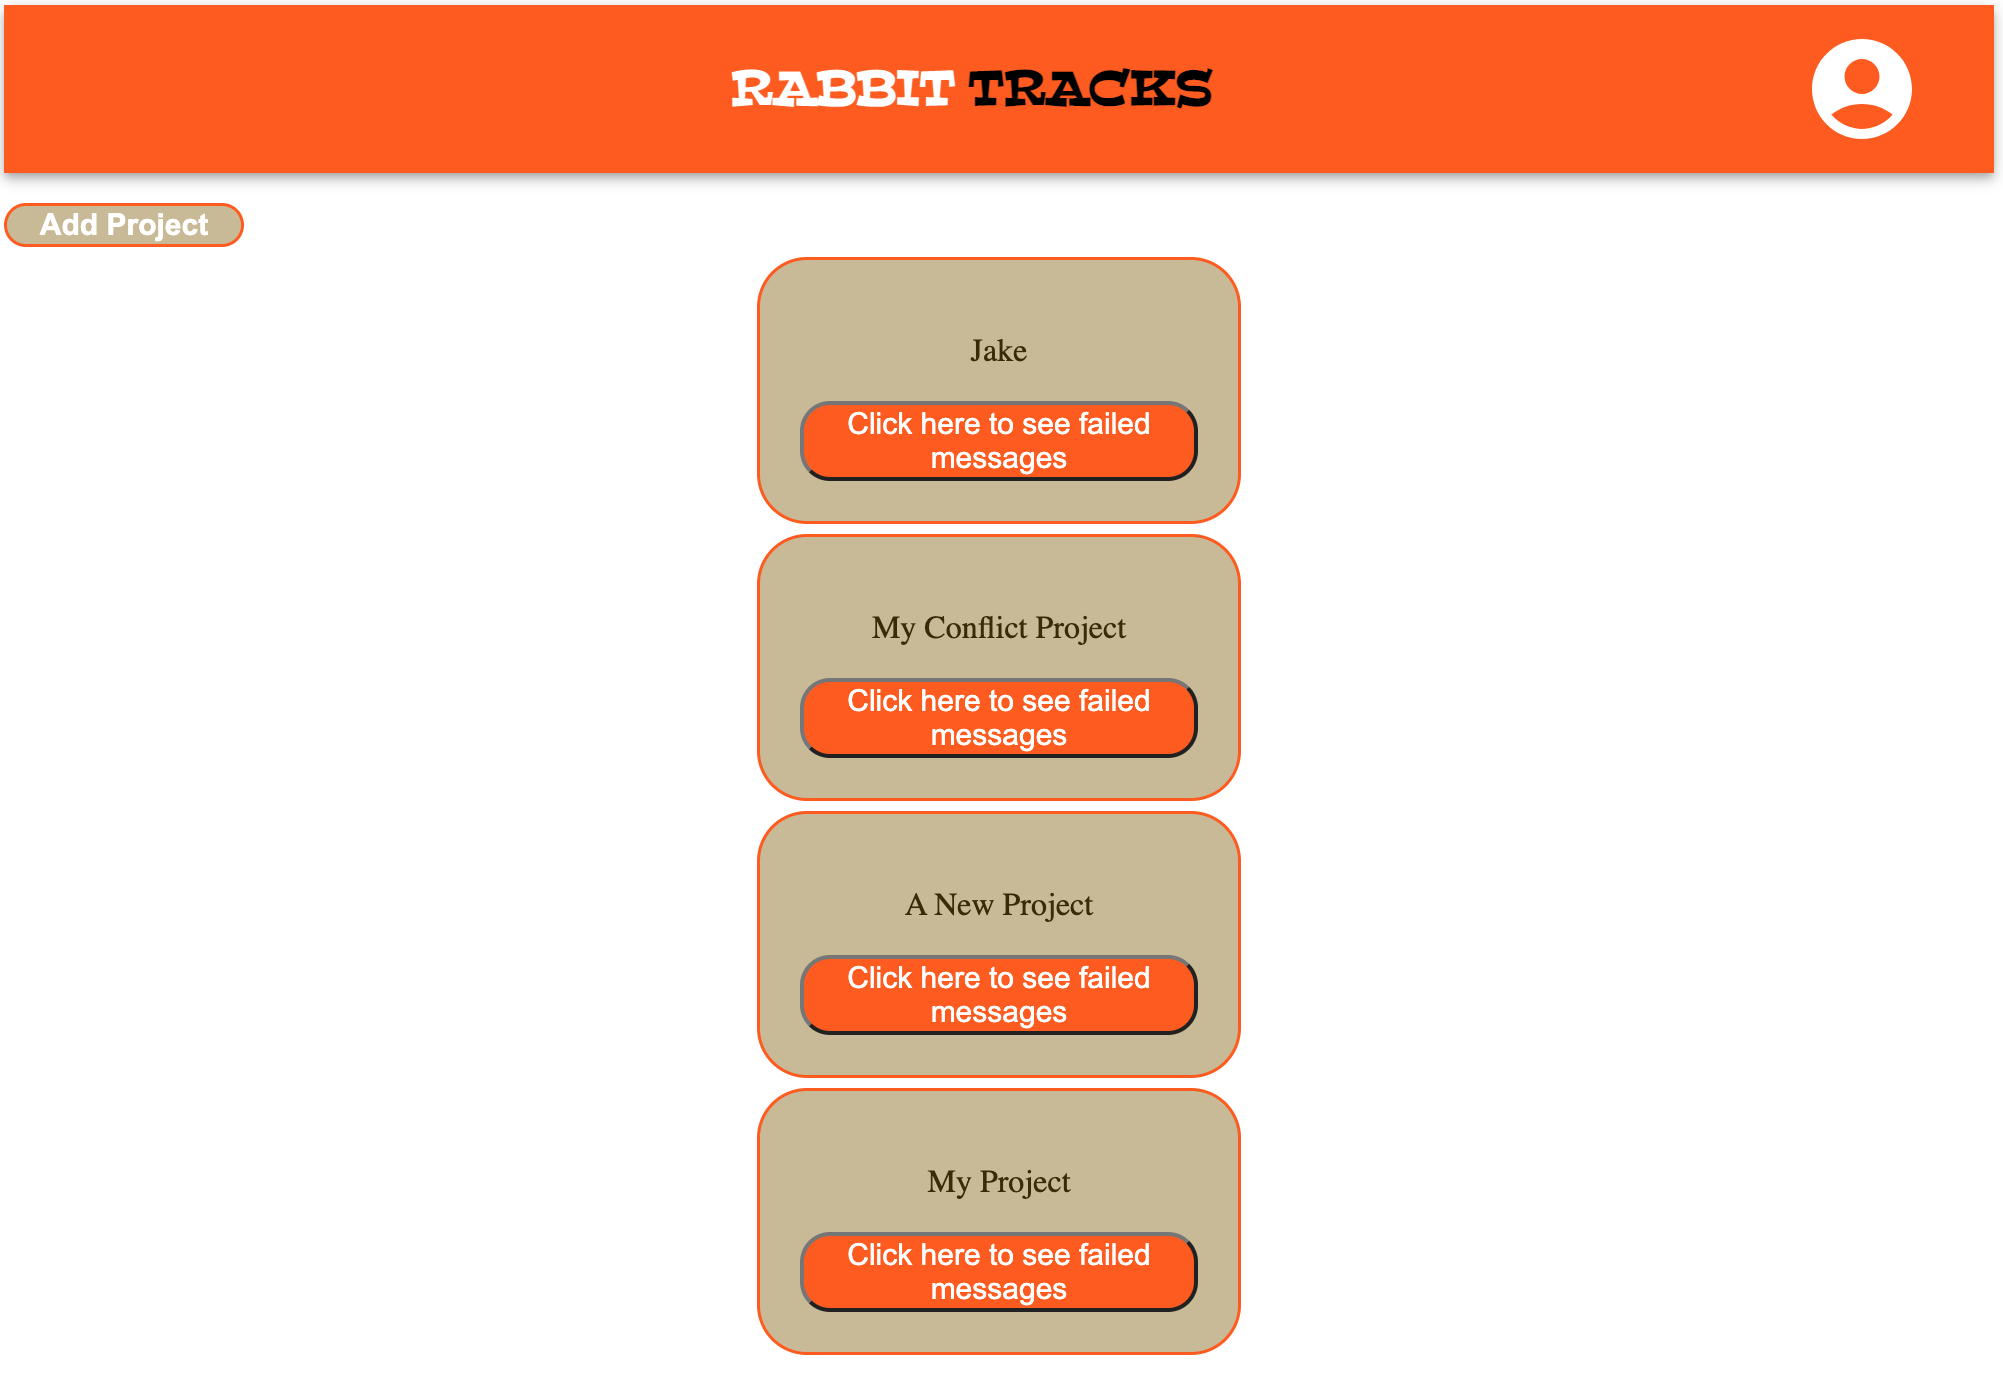 RABBIT TRACKS
Add Project
Jake
Click here to see failed
messages
My Conflict Project
Click here to see failed
messages
A New Project
Click here to see failed
messages
My Project
Click here to see failed
messages